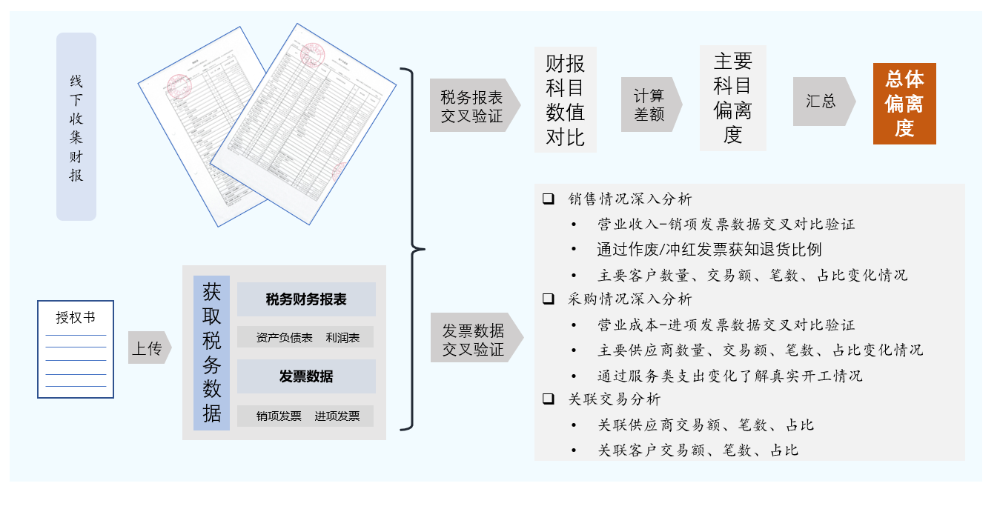 线
下
收
集
财
报
授权书
上传
获
取
税
务
数
据
税务财务报表
资产负债表 利润表
发票数据
销项发票 进项发票
税务报表
交叉验证
财报
科目
数值
对比
计算
差额
主要
科目
偏离
度
汇总
总体
偏离
度
发票数据
交叉验证
❑ 销售情况深入分析
• 营业收入-销项发票数据交叉对比验证
• 通过作废/冲红发票获知退货比例
• 主要客户数量、交易额、笔数、占比变化情况
❑ 采购情况深入分析
• 营业成本-进项发票数据交叉对比验证
• 主要供应商数量、交易额、笔数、占比变化情况
• 通过服务类支出变化了解真实开工情况
❑ 关联交易分析
• 关联供应商交易额、笔数、占比
• 关联客户交易额、笔数、占比